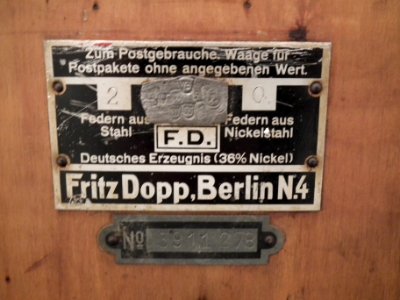 Zum Postgebrauche. Waage für
Postpakete ohne angegebenen Wert.
2 0
Federn aus Stahl
Federn aus Nickelstahl
F.D.
Deutsches Erzeugnis (36% Nickel)
Fritz Dopp, Berlin N.4
No